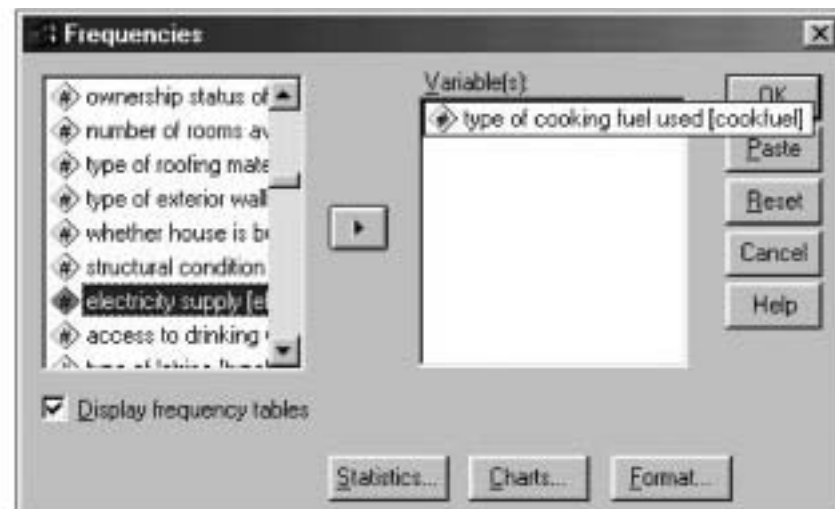 Frequencies
ownership status of
number of rooms av
type of roofing mate
type of exterior wall
whether house is b
structural condition
electricity supply [el
access to drinking
Variable(s):
type of cooking fuel used [cookfuel]
OK
Paste
Reset
Cancel
Help
Display frequency tables
Statistics...
Charts...
Format...